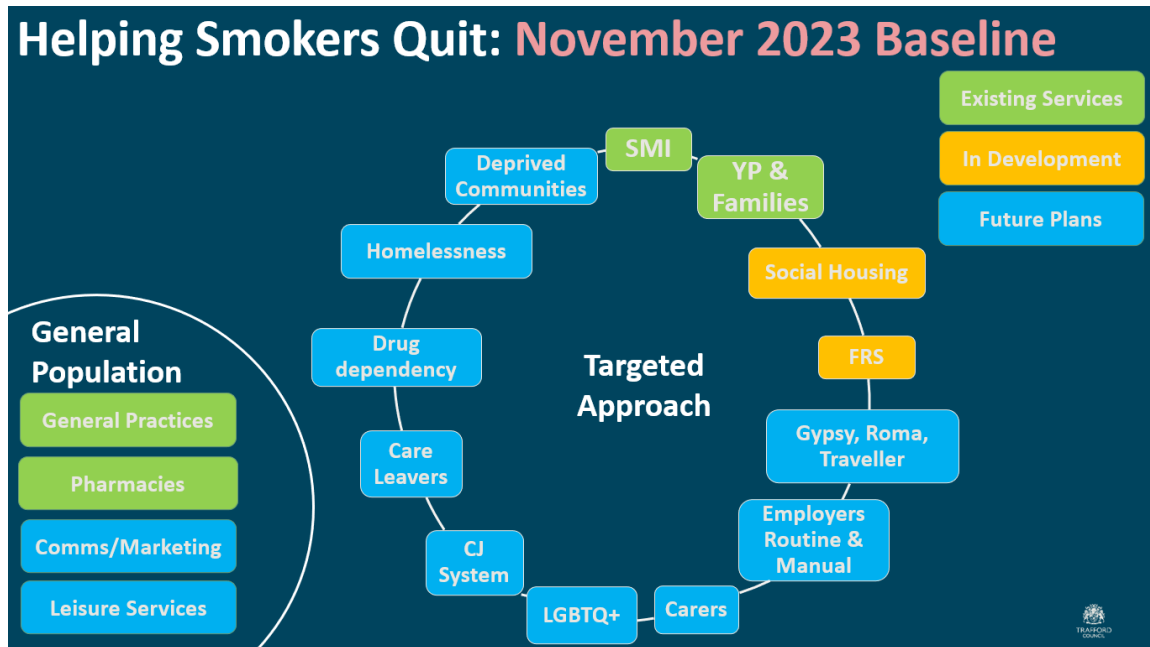 Helping Smokers Quit: November 2023 Baseline
Existing Services
In Development
Future Plans
SMI
YP &
Families
Social Housing
FRS
Gypsy, Roma,
Traveller
Employers
Routine &
Manual
Carers
LGBTQ+
CJ
System
Care
Leavers
Drug
dependency
Homelessness
Deprived
Communities
Targeted
Approach
General
Population
General Practices
Pharmacies
Comms/Marketing
Leisure Services
TRAFFORD
COUNCIL